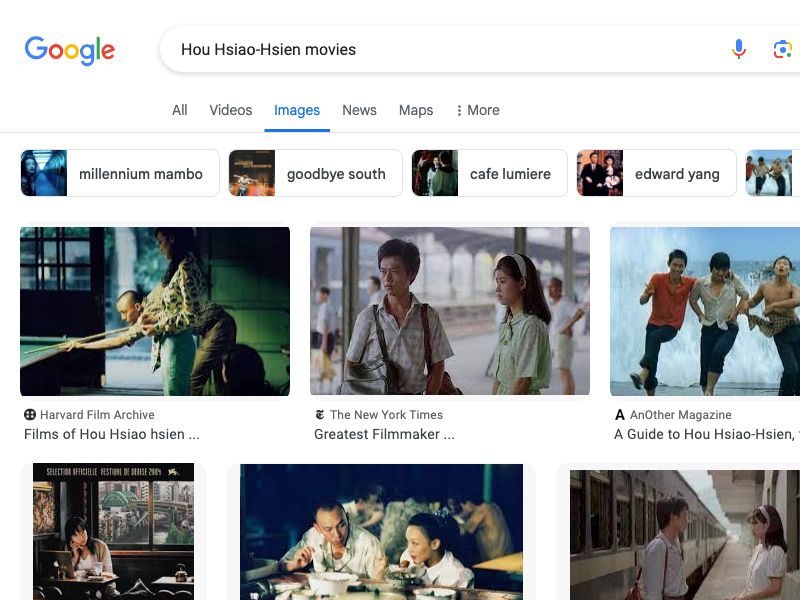 Google
Hou Hsiao-Hsien movies
All Videos Images News Maps More
millennium mambo
goodbye south
cafe lumiere
edward yang
Harvard Film Archive
Films of Hou Hsiao hsien ...
The New York Times
Greatest Filmmaker ...
A AnOther Magazine
A Guide to Hou Hsiao-Hsien,
SÉLECTION OFFICIELLE FESTIVAL DE VENISE 2004